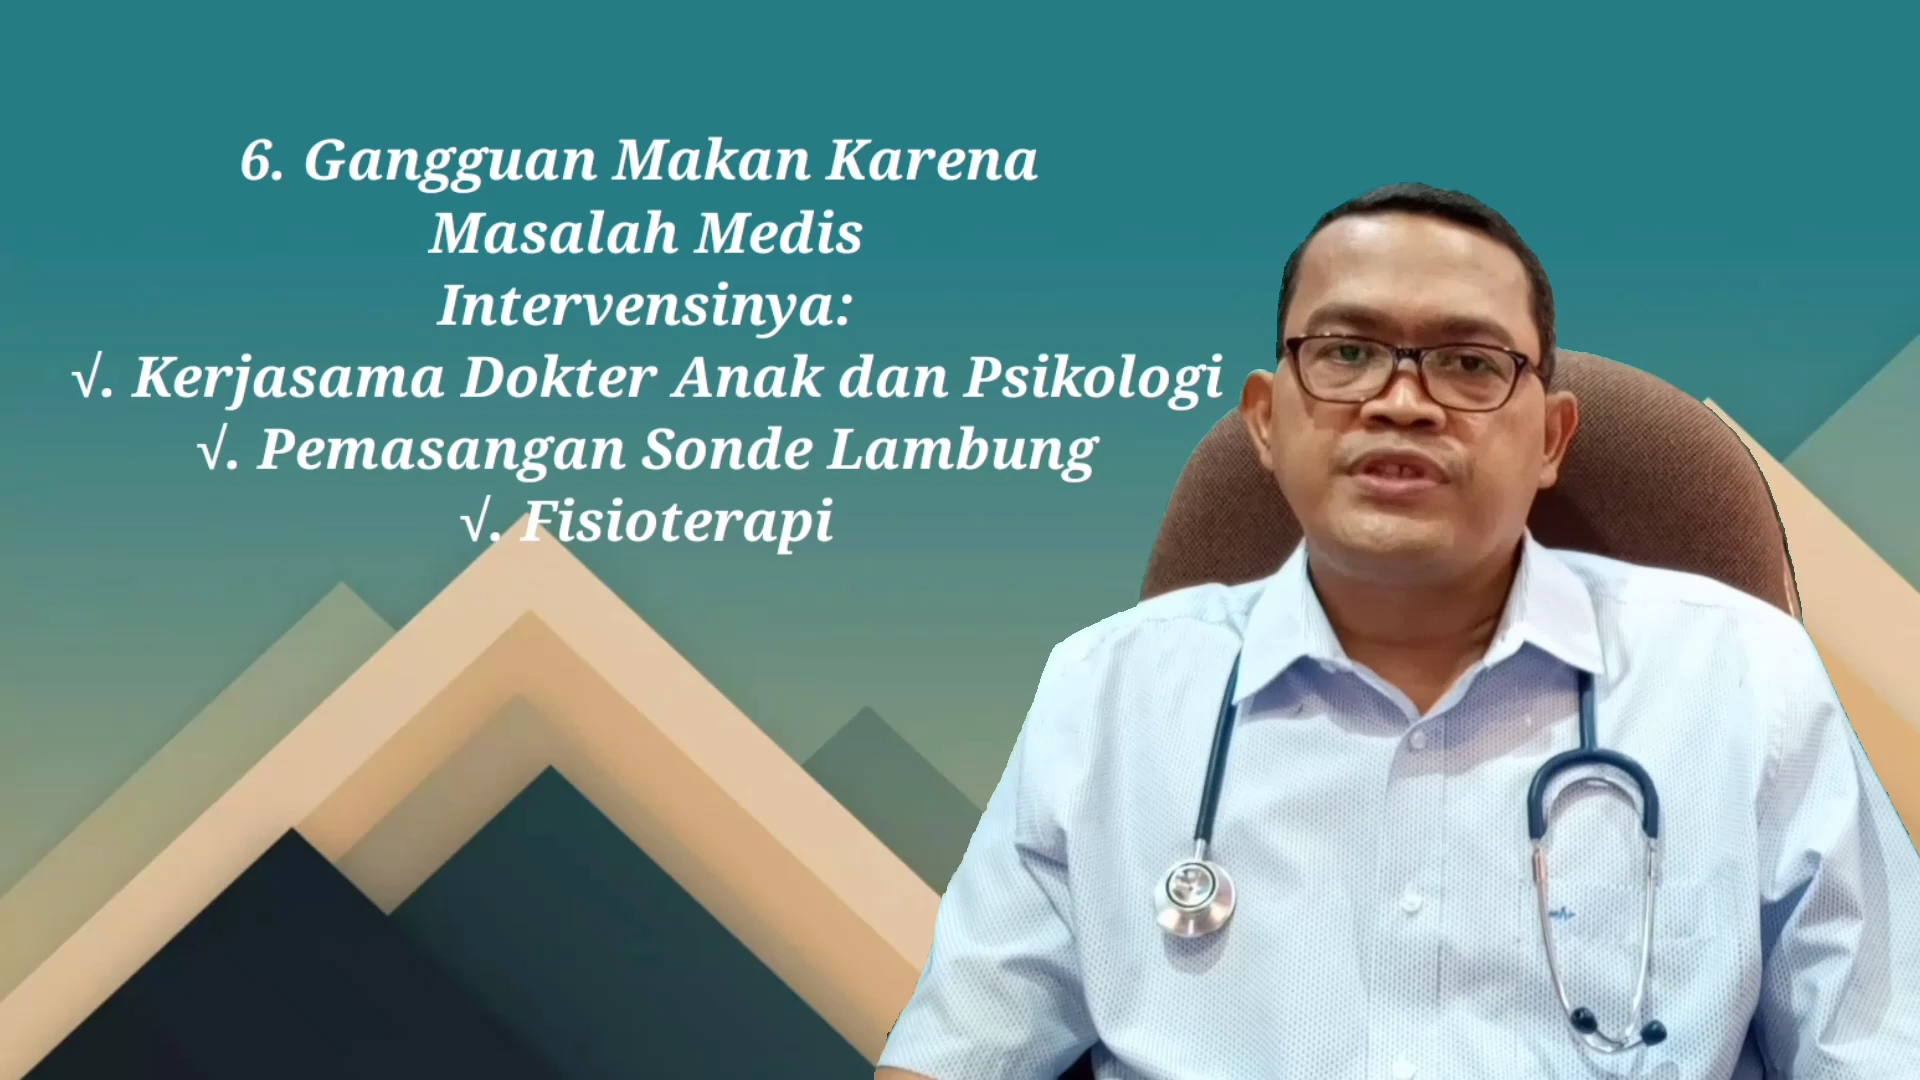 6. Gangguan Makan Karena
Masalah Medis
Intervensinya:
√. Kerjasama Dokter Anak dan Psikologi
√. Pemasangan Sonde Lambung
√. Fisioterapi